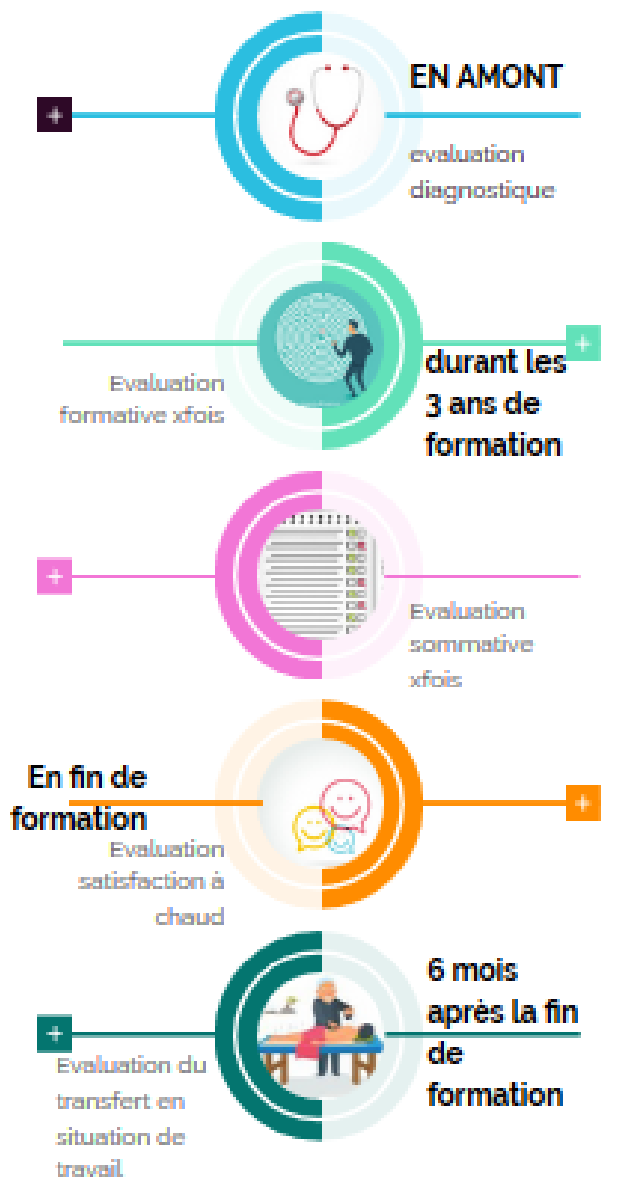 EN AMONT
evaluation
diagnostique
Evaluation
formative xfois
durant les
3 ans de
formation
Evaluation
sommative
xfois
En fin de
formation
Evaluation
satisfaction à
chaud
6 mois
après la fin
de
formation
Evaluation du
transfert en
situation de
travail